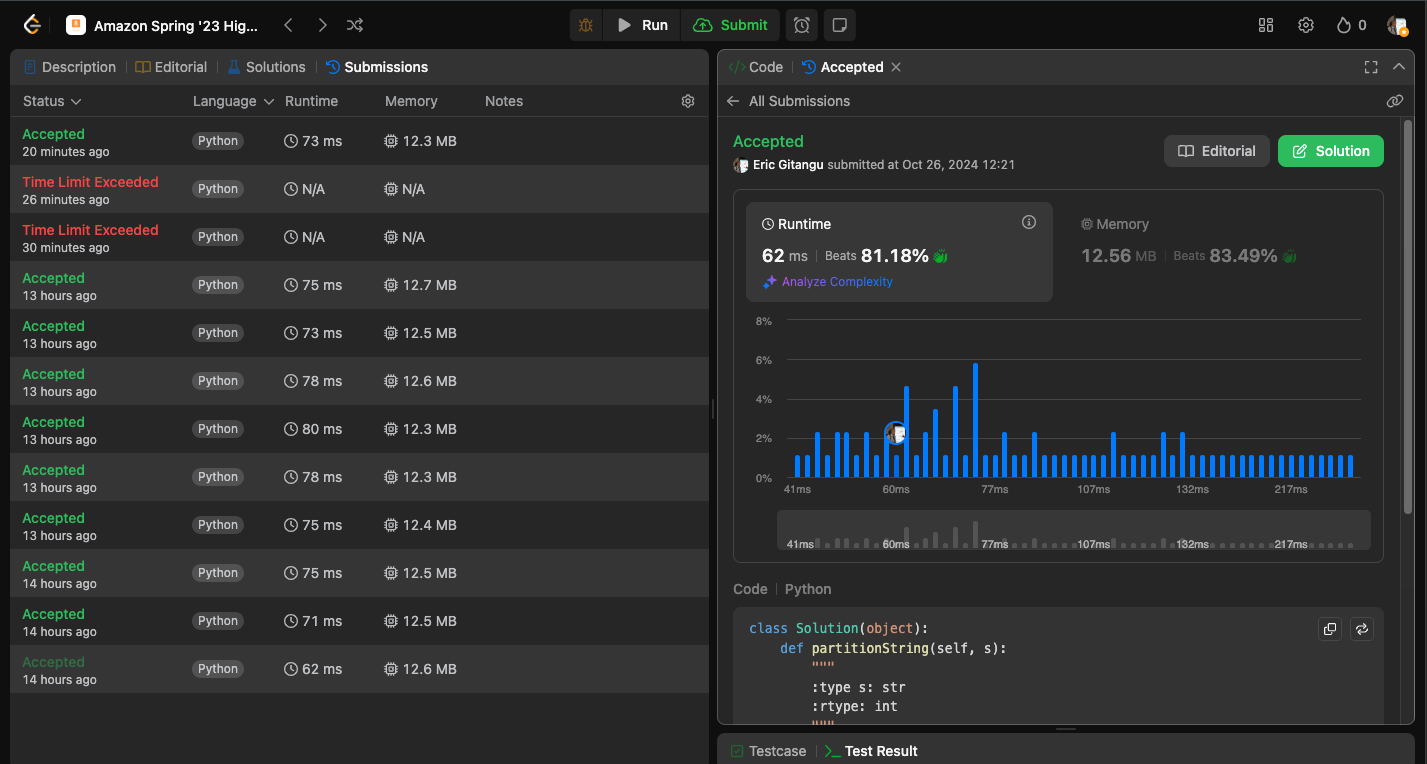 Amazon Spring '23 Hig...
Run
Submit
0
Description
Editorial
Solutions
Submissions
Status
Language
Runtime
Memory
Notes
Accepted
20 minutes ago
Python
73 ms
12.3 MB
Time Limit Exceeded
26 minutes ago
Python
N/A
N/A
Time Limit Exceeded
30 minutes ago
Python
N/A
N/A
Accepted
13 hours ago
Python
75 ms
12.7 MB
Accepted
13 hours ago
Python
73 ms
12.5 MB
Accepted
13 hours ago
Python
78 ms
12.6 MB
Accepted
13 hours ago
Python
80 ms
12.3 MB
Accepted
13 hours ago
Python
78 ms
12.3 MB
Accepted
13 hours ago
Python
75 ms
12.4 MB
Accepted
14 hours ago
Python
75 ms
12.5 MB
Accepted
14 hours ago
Python
71 ms
12.5 MB
Accepted
14 hours ago
Python
62 ms
12.6 MB
Code
Accepted
All Submissions
Accepted
Eric Gitangu submitted at Oct 26, 2024 12:21
Editorial
Solution
Runtime
62 ms
Beats 81.18%
Analyze Complexity
Memory
12.56 MB
Beats 83.49%
8%
6%
4%
2%
0%
41ms 60ms 77ms 107ms 132ms 217ms
41ms 60ms 77ms 107ms 132ms 217ms
Code
Python
class Solution(object):
    def partitionString(self, s):
        """
        :type s: str
        :rtype: int
        """
Testcase
Test Result